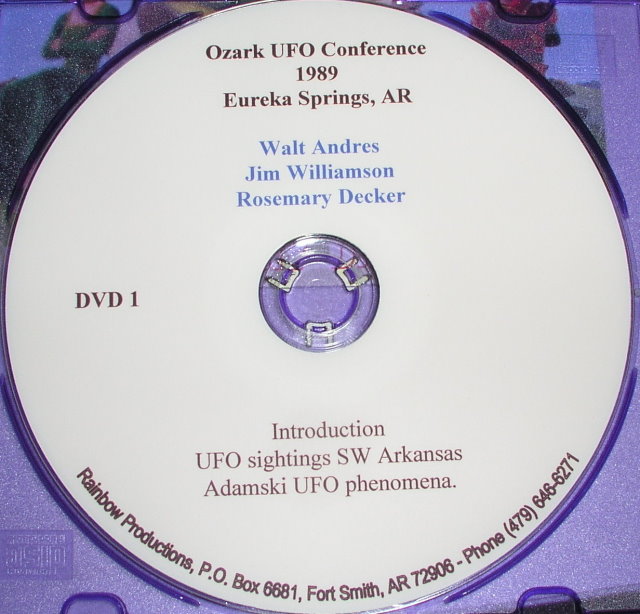 Ozark UFO Conference
1989
Eureka Springs, AR
Walt Andres
Jim Williamson
Rosemary Decker
DVD 1
Introduction
UFO sightings SW Arkansas
Adamski UFO phenomena.
Rainbow Productions, P.O. Box 6681, Fort Smith, AR 72906 - Phone (479) 646-6271